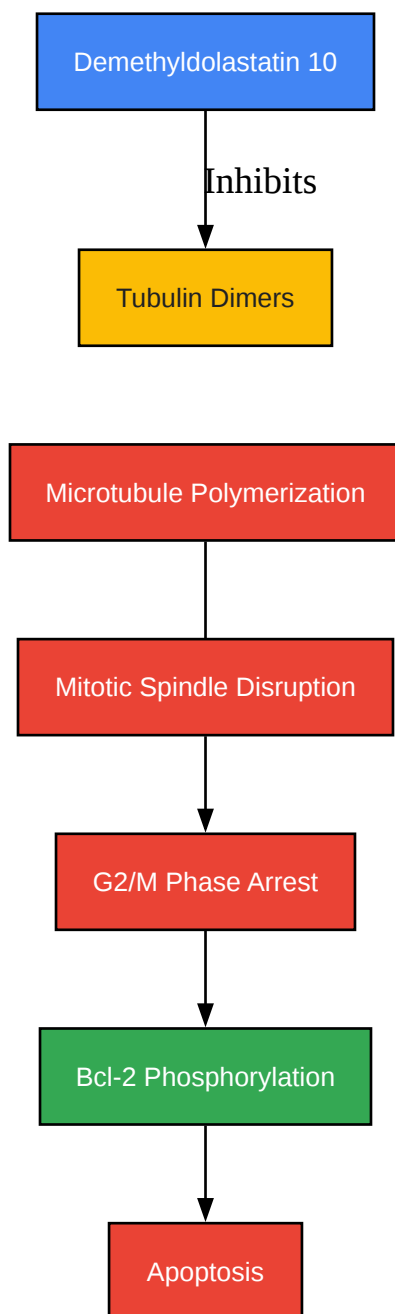 Demethyldolastatin 10
Inhibits
Tubulin Dimers
Microtubule Polymerization
Mitotic Spindle Disruption
G2/M Phase Arrest
Bcl-2 Phosphorylation
Apoptosis